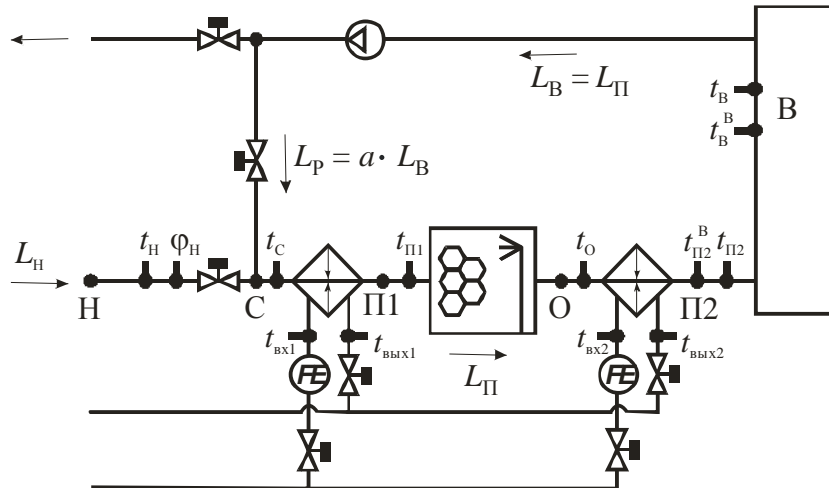 L_В = L_П
t_В
В
t_В^В
L_Р = a · L_В
L_Н
t_Н
φ_Н
t_С
t_П1
t_О
t_П2^В
t_П2
Н
С
П1
О
П2
t_вх1
t_вых1
t_вх2
t_вых2
FE
FE
L_П